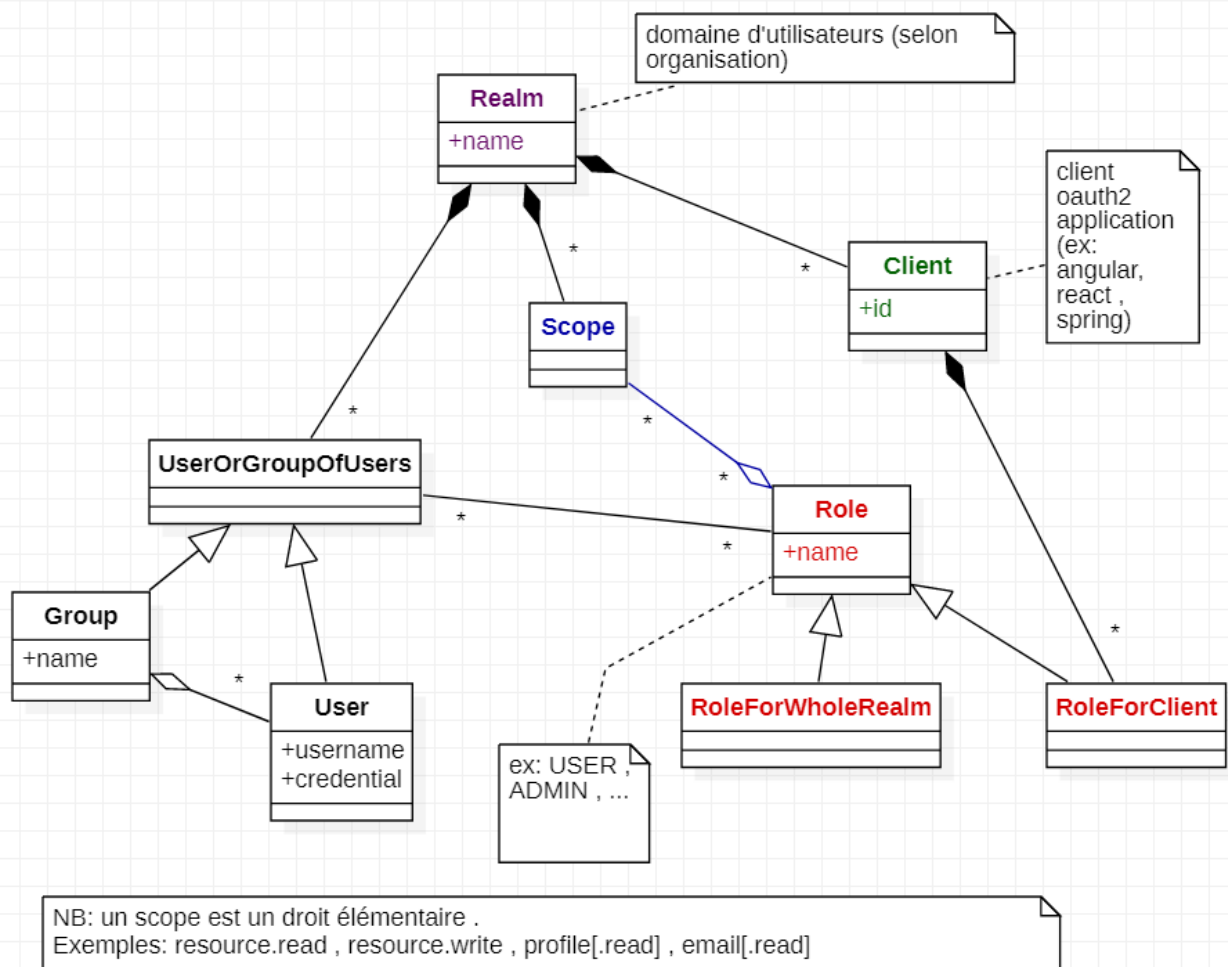 domaine d'utilisateurs (selon
organisation)
Realm
+name
client
oauth2
application
(ex:
angular,
react ,
spring)
*
*
Client
+id
Scope
*
*
UserOrGroupOfUsers
*
*
*
Role
+name
Group
+name
*
*
User
+username
+credential
RoleForWholeRealm
RoleForClient
ex: USER ,
ADMIN , ...
NB: un scope est un droit élémentaire .
Exemples: resource.read , resource.write , profile[.read] , email[.read]